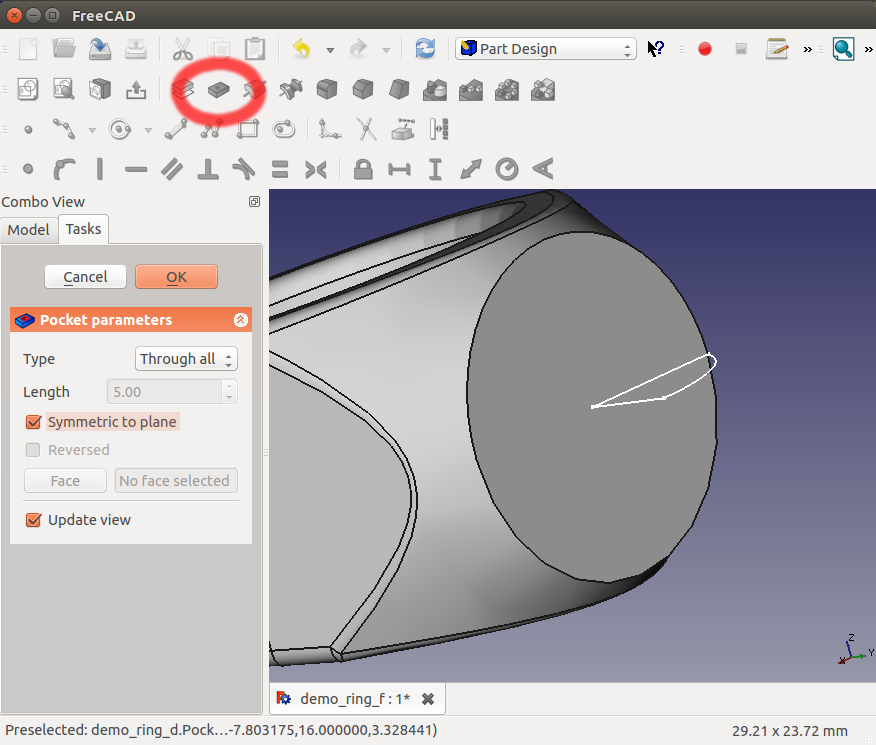 FreeCAD
Part Design
Combo View
Model
Tasks
Cancel
OK
Pocket parameters
Type
Through all
Length
5.00
Symmetric to plane
Reversed
Face
No face selected
Update view
Z
Y
X
demo_ring_f : 1*
Preselected: demo_ring_d.Pock...-7.803175,16.000000,3.328441)
29.21 x 23.72 mm